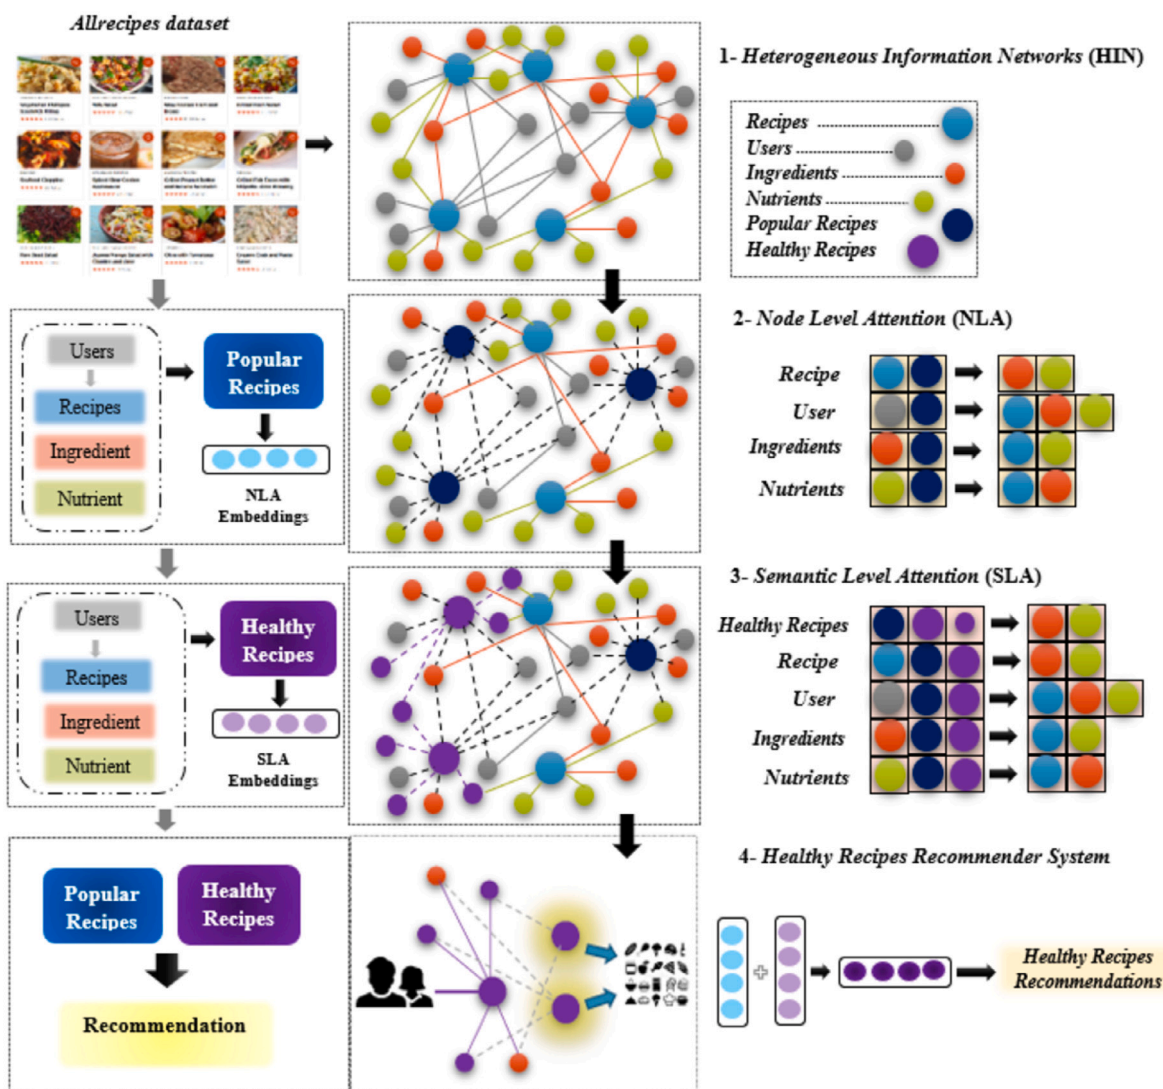 Allrecipes dataset
1- Heterogeneous Information Networks (HIN)
Recipes
Users
Ingredients
Nutrients
Popular Recipes
Healthy Recipes
Users
Recipes
Ingredient
Nutrient
Popular
Recipes
NLA
Embeddings
2- Node Level Attention (NLA)
Recipe
User
Ingredients
Nutrients
Users
Recipes
Ingredient
Nutrient
Healthy
Recipes
SLA
Embeddings
3- Semantic Level Attention (SLA)
Healthy Recipes
Recipe
User
Ingredients
Nutrients
Popular
Recipes
Healthy
Recipes
Recommendation
4- Healthy Recipes Recommender System
Healthy Recipes
Recommendations